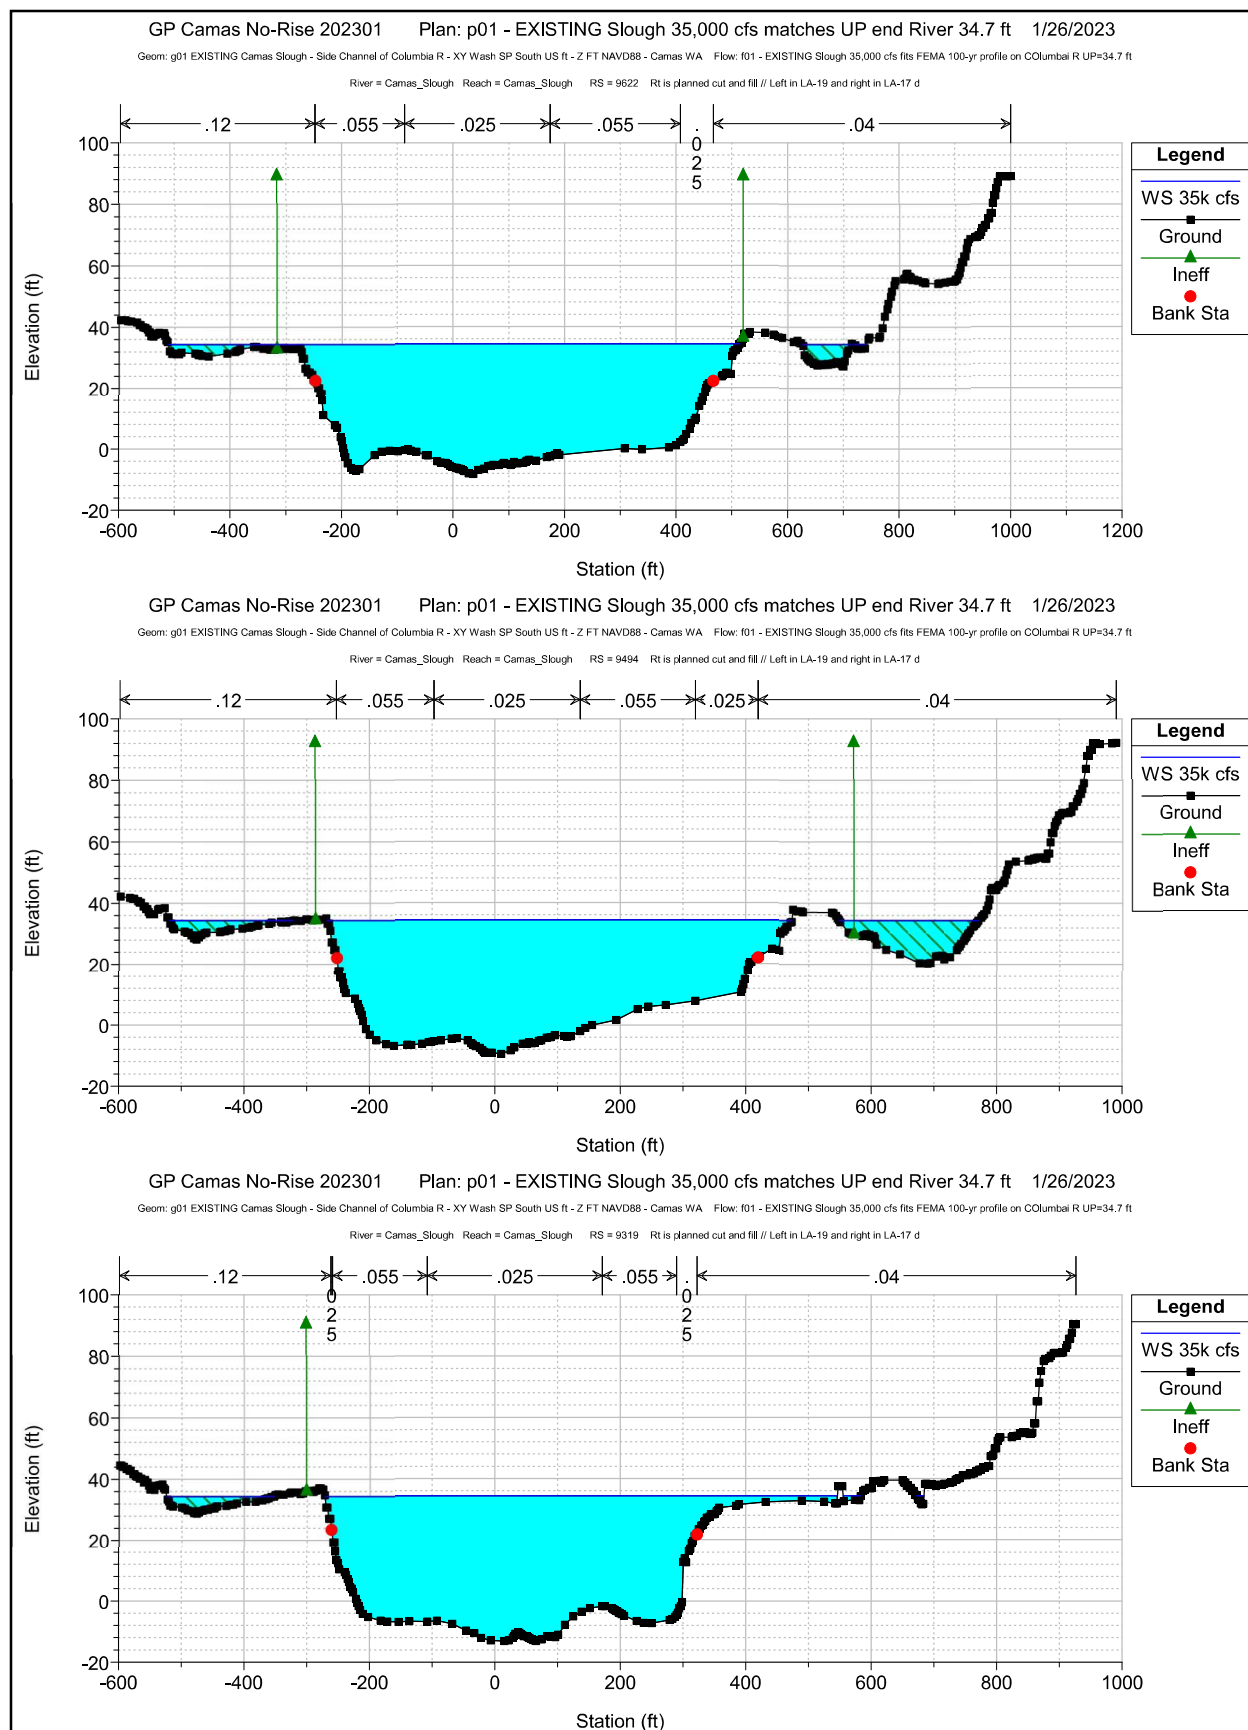 GP Camas No-Rise 202301 Plan: p01 - EXISTING Slough 35,000 cfs matches UP end River 34.7 ft 1/26/2023
Geom: g01 EXISTING Camas Slough - Side Channel of Columbia R - XY Wash SP South US ft - Z FT NAVD88 - Camas WA Flow: f01 - EXISTING Slough 35,000 cfs fits FEMA 100-yr profile on COlumbai R UP=34.7 ft
River = Camas_Slough Reach = Camas_Slough RS = 9622 Rt is planned cut and fill // Left in LA-19 and right in LA-17 d
.12 .055 .025 .055 .025 .04
100
80
60
40
20
0
-20
Elevation (ft)
-600 -400 -200 0 200 400 600 800 1000 1200
Station (ft)
Legend
WS 35k cfs
Ground
Ineff
Bank Sta
GP Camas No-Rise 202301 Plan: p01 - EXISTING Slough 35,000 cfs matches UP end River 34.7 ft 1/26/2023
Geom: g01 EXISTING Camas Slough - Side Channel of Columbia R - XY Wash SP South US ft - Z FT NAVD88 - Camas WA Flow: f01 - EXISTING Slough 35,000 cfs fits FEMA 100-yr profile on COlumbai R UP=34.7 ft
River = Camas_Slough Reach = Camas_Slough RS = 9494 Rt is planned cut and fill // Left in LA-19 and right in LA-17 d
.12 .055 .025 .055 .025 .04
100
80
60
40
20
0
-20
Elevation (ft)
-600 -400 -200 0 200 400 600 800 1000
Station (ft)
Legend
WS 35k cfs
Ground
Ineff
Bank Sta
GP Camas No-Rise 202301 Plan: p01 - EXISTING Slough 35,000 cfs matches UP end River 34.7 ft 1/26/2023
Geom: g01 EXISTING Camas Slough - Side Channel of Columbia R - XY Wash SP South US ft - Z FT NAVD88 - Camas WA Flow: f01 - EXISTING Slough 35,000 cfs fits FEMA 100-yr profile on COlumbai R UP=34.7 ft
River = Camas_Slough Reach = Camas_Slough RS = 9319 Rt is planned cut and fill // Left in LA-19 and right in LA-17 d
.12 .025 .055 .025 .055 .025 .04
100
80
60
40
20
0
-20
Elevation (ft)
-600 -400 -200 0 200 400 600 800 1000
Station (ft)
Legend
WS 35k cfs
Ground
Ineff
Bank Sta